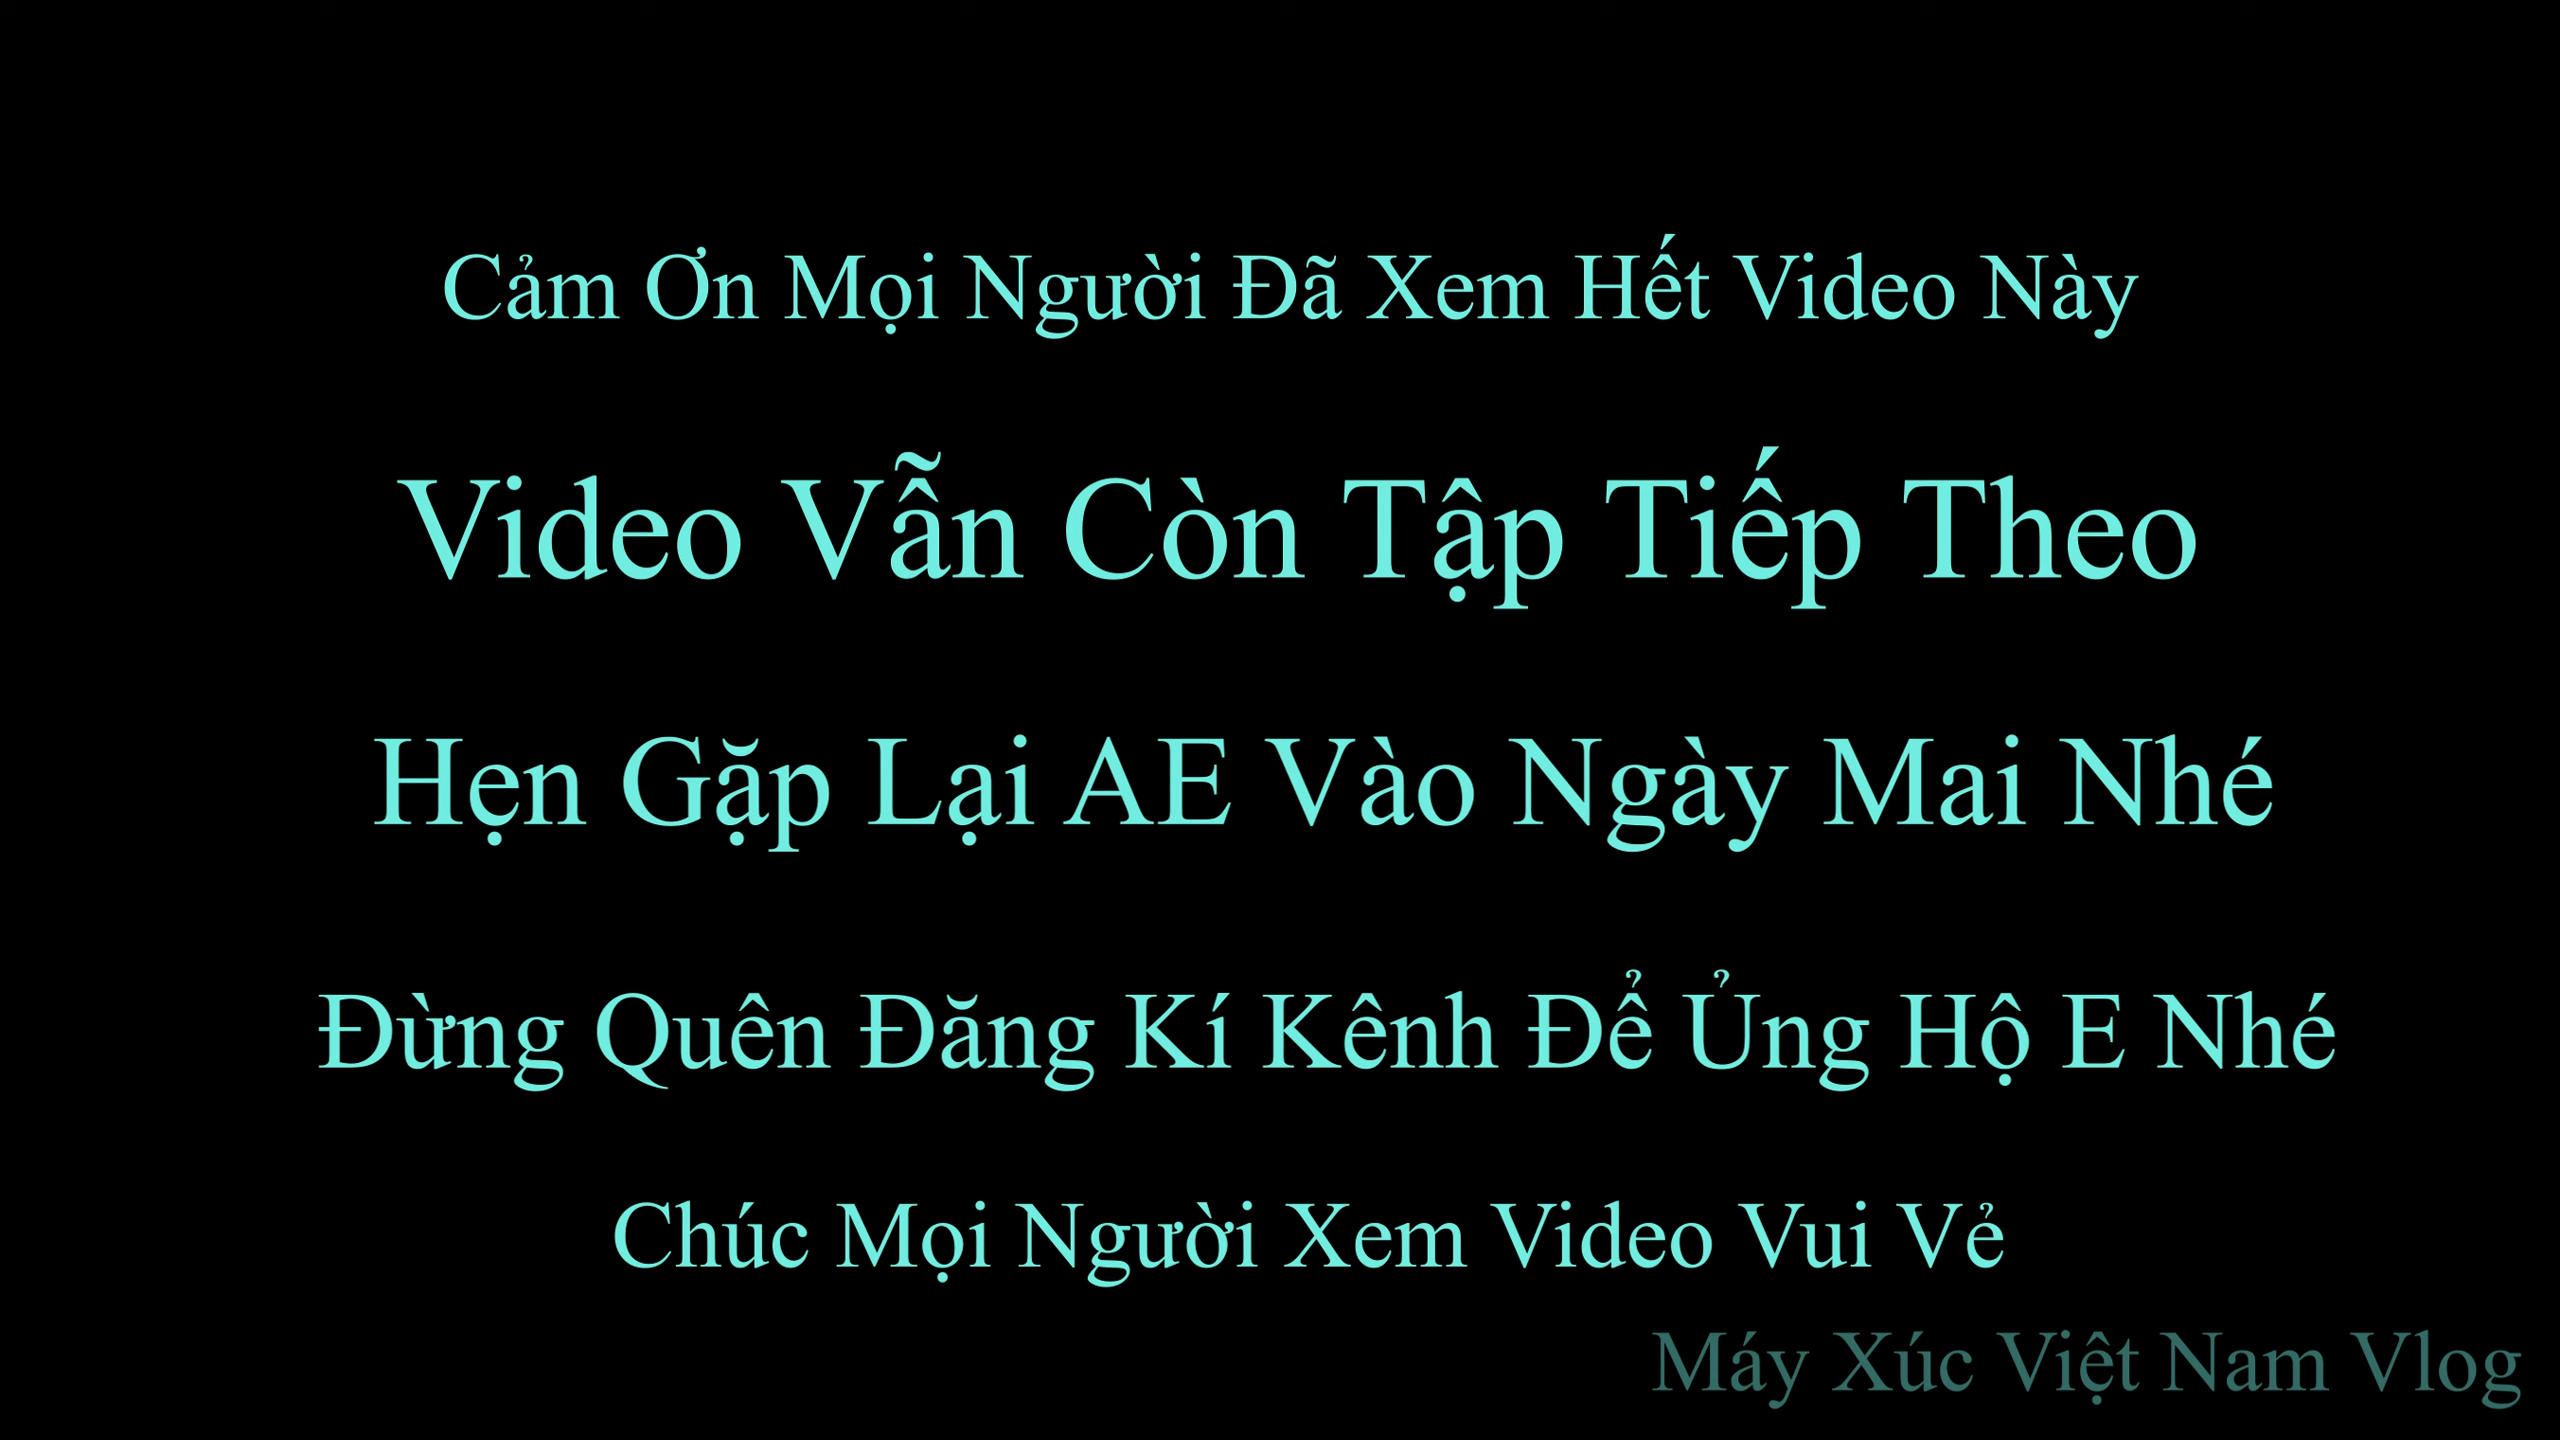 Cảm Ơn Mọi Người Đã Xem Hết Video Này
Video Vẫn Còn Tập Tiếp Theo
Hẹn Gặp Lại AE Vào Ngày Mai Nhé
Đừng Quên Đăng Kí Kênh Để Ủng Hộ E Nhé
Chúc Mọi Người Xem Video Vui Vẻ
Máy Xúc Việt Nam Vlog